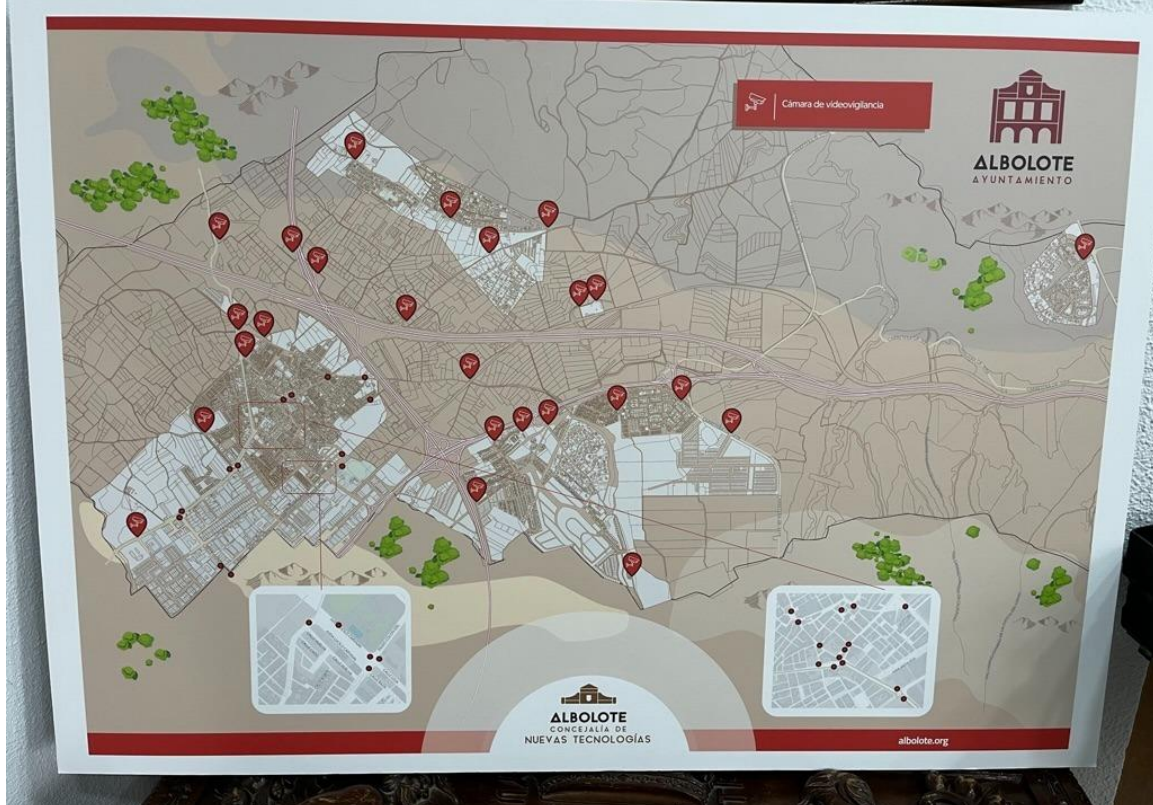 Cámara de videovigilancia
ALBOLOTE
AYUNTAMIENTO
ALBOLOTE
CONCEJALÍA DE
NUEVAS TECNOLOGÍAS
albolote.org